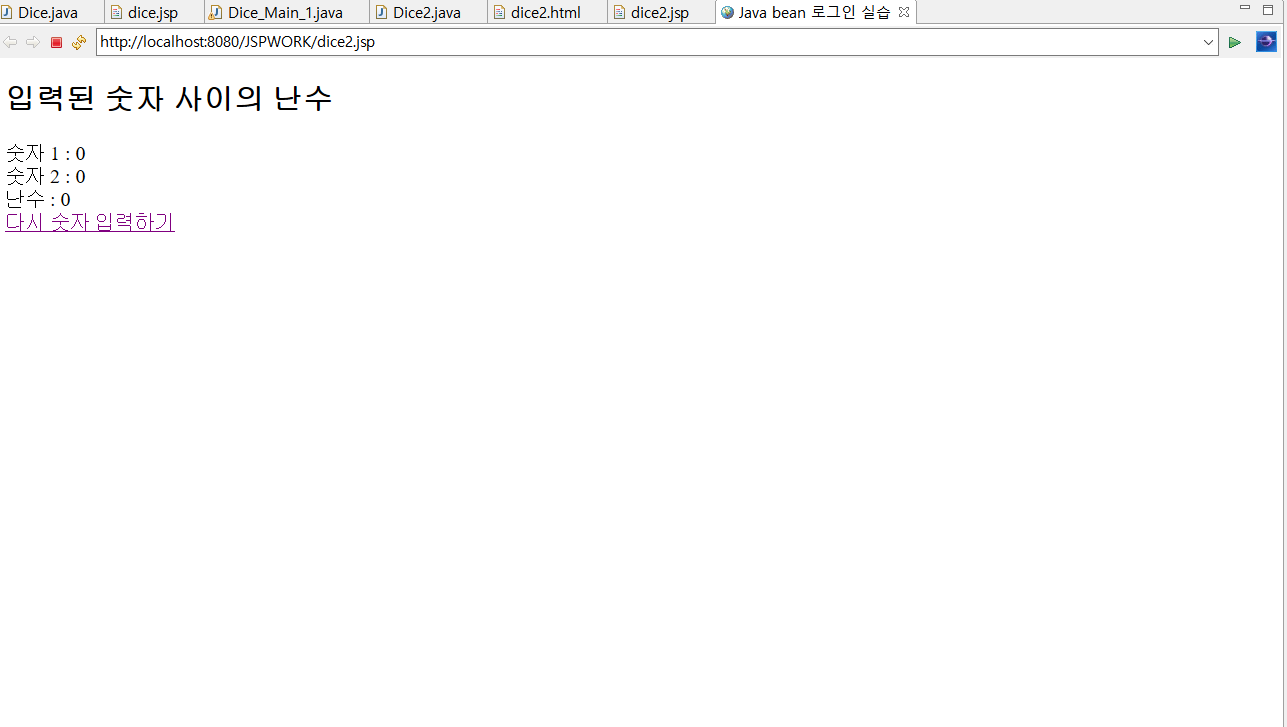 Dice.java dice.jsp Dice_Main_1.java Dice2.java dice2.html dice2.jsp Java bean 로그인 실습
http://localhost:8080/JSPWORK/dice2.jsp
입력된 숫자 사이의 난수
숫자 1 : 0
숫자 2 : 0
난수 : 0
다시 숫자 입력하기